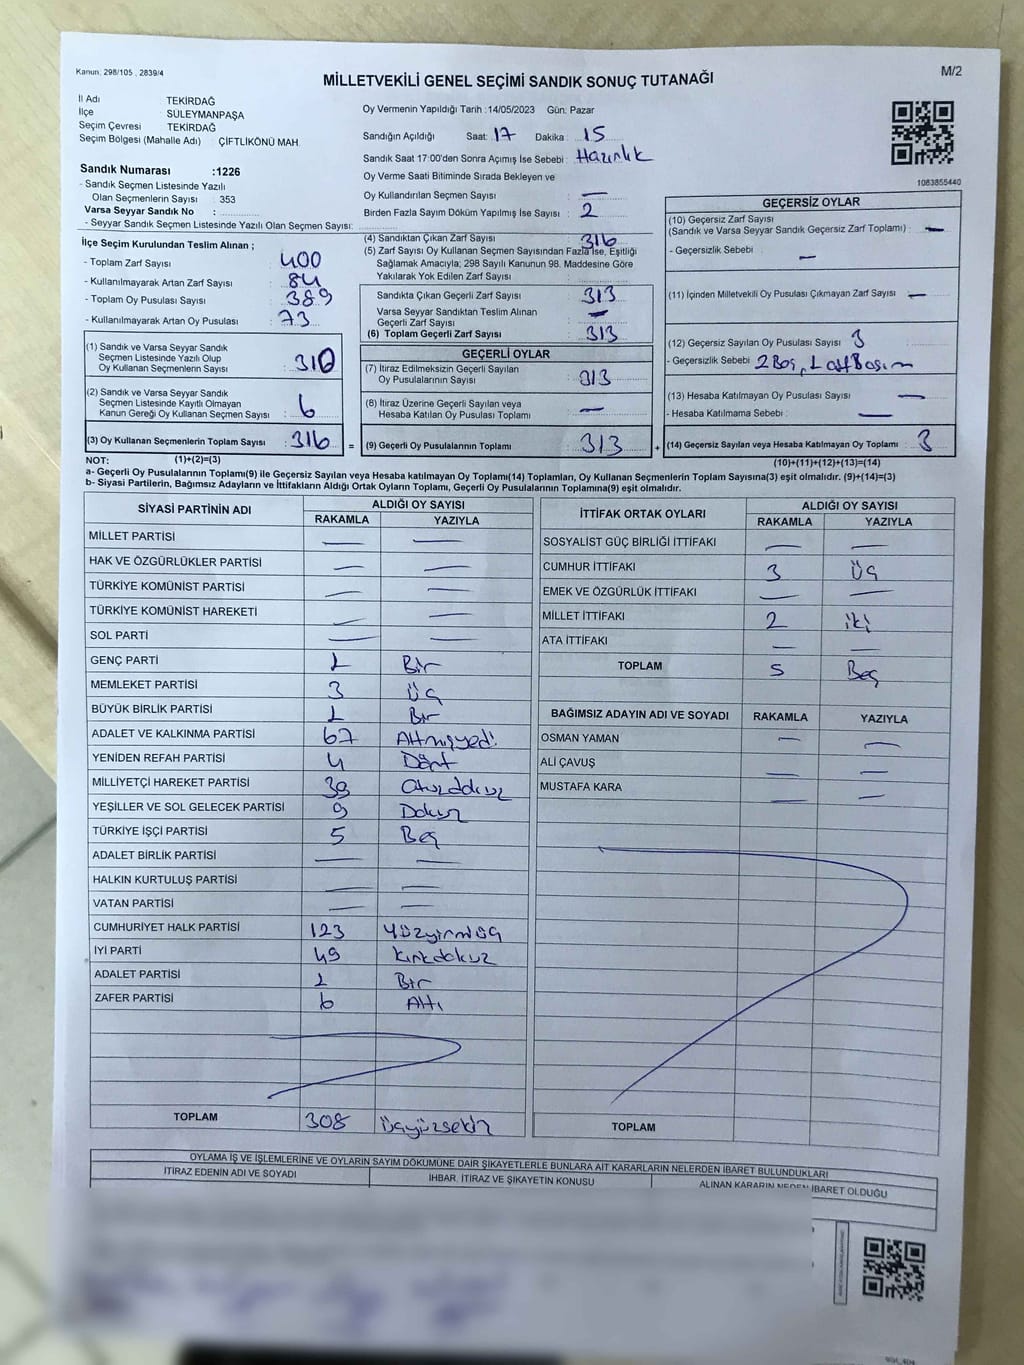 Kanun; 298/105 , 2839/4
M/2
MİLLETVEKİLİ GENEL SEÇİMİ SANDIK SONUÇ TUTANAĞI
İl Adı TEKİRDAĞ
İlçe : SÜLEYMANPAŞA
Seçim Çevresi TEKİRDAĞ
Seçim Bölgesi (Mahalle Adı) : ÇİFTLİKÖNÜ MAH.
Sandık Numarası :1226
- Sandık Seçmen Listesinde Yazılı
Olan Seçmenlerin Sayısı : 353
Varsa Seyyar Sandık No :
- Seyyar Sandık Seçmen Listesinde Yazılı Olan Seçmen Sayısı:
Oy Vermenin Yapıldığı Tarih :14/05/2023 Gün: Pazar
Sandığın Açıldığı Saat: 17 Dakika : 15
Sandık Saat 17:00'den Sonra Açımış İse Sebebi : Hazırlık
Oy Verme Saati Bitiminde Sırada Bekleyen ve
Oy Kullandırılan Seçmen Sayısı : —
Birden Fazla Sayım Döküm Yapılmış İse Sayısı : 2
1083855440
İlçe Seçim Kurulundan Teslim Alınan ;
- Toplam Zarf Sayısı : 400
- Kullanılmayarak Artan Zarf Sayısı : 84
- Toplam Oy Pusulası Sayısı : 389
- Kullanılmayarak Artan Oy Pusulası : 73
(1) Sandık ve Varsa Seyyar Sandık
Seçmen Listesinde Yazılı Olup
Oy Kullanan Seçmenlerin Sayısı : 310
(2) Sandık ve Varsa Seyyar Sandık
Seçmen Listesinde Kayıtlı Olmayan
Kanun Gereği Oy Kullanan Seçmen Sayısı : 6
(3) Oy Kullanan Seçmenlerin Toplam Sayısı : 316 =
(4) Sandıktan Çıkan Zarf Sayısı : 316
(5) Zarf Sayısı Oy Kullanan Seçmen Sayısından Fazla İse, Eşitliği
Sağlamak Amacıyla; 298 Sayılı Kanunun 98. Maddesine Göre
Yakılarak Yok Edilen Zarf Sayısı :
Sandıkta Çıkan Geçerli Zarf Sayısı : 313
Varsa Seyyar Sandıktan Teslim Alınan
Geçerli Zarf Sayısı : —
(6) Toplam Geçerli Zarf Sayısı : 313
GEÇERLİ OYLAR
(7) İtiraz Edilmeksizin Geçerli Sayılan
Oy Pusulalarının Sayısı : 313
(8) İtiraz Üzerine Geçerli Sayılan veya
Hesaba Katılan Oy Pusulası Toplamı : —
(9) Geçerli Oy Pusulalarının Toplamı : 313 +
GEÇERSİZ OYLAR
(10) Geçersiz Zarf Sayısı
(Sandık ve Varsa Seyyar Sandık Geçersiz Zarf Toplamı) : —
- Geçersizlik Sebebi : —
(11) İçinden Milletvekili Oy Pusulası Çıkmayan Zarf Sayısı : —
(12) Geçersiz Sayılan Oy Pusulası Sayısı : 3
- Geçersizlik Sebebi : 2 Boş, 1
(13) Hesaba Katılmayan Oy Pusulası Sayısı : —
- Hesaba Katılmama Sebebi : —
(14) Geçersiz Sayılan veya Hesaba Katılmayan Oy Toplamı : 3
NOT: (1)+(2)=(3) (10)+(11)+(12)+(13)=(14)
a- Geçerli Oy Pusulalarının Toplamı(9) ile Geçersiz Sayılan veya Hesaba katılmayan Oy Toplamı(14) Toplamları, Oy Kullanan Seçmenlerin Toplam Sayısına(3) eşit olmalıdır. (9)+(14)=(3)
b- Siyasi Partilerin, Bağımsız Adayların ve İttifakların Aldığı Ortak Oyların Toplamı, Geçerli Oy Pusulalarının Toplamına(9) eşit olmalıdır.
SİYASİ PARTİNİN ADI ALDIĞI OY SAYISI
RAKAMLA YAZIYLA
MİLLET PARTİSİ — —
HAK VE ÖZGÜRLÜKLER PARTİSİ — —
TÜRKİYE KOMÜNİST PARTİSİ — —
TÜRKİYE KOMÜNİST HAREKETİ — —
SOL PARTİ — —
GENÇ PARTİ 1 Bir
MEMLEKET PARTİSİ 3 Üç
BÜYÜK BİRLİK PARTİSİ 1 Bir
ADALET VE KALKINMA PARTİSİ 67 Altmışyedi
YENİDEN REFAH PARTİSİ 4 Dört
MİLLİYETÇİ HAREKET PARTİSİ 39 Otuzdokuz
YEŞİLLER VE SOL GELECEK PARTİSİ 9 Dokuz
TÜRKİYE İŞÇİ PARTİSİ 5 Beş
ADALET BİRLİK PARTİSİ — —
HALKIN KURTULUŞ PARTİSİ — —
VATAN PARTİSİ — —
CUMHURİYET HALK PARTİSİ 123 Yüzyirmiüç
İYİ PARTİ 49 Kırkdokuz
ADALET PARTİSİ 1 Bir
ZAFER PARTİSİ 6 Altı
TOPLAM 308 Üçyüzsekiz
İTTİFAK ORTAK OYLARI ALDIĞI OY SAYISI
RAKAMLA YAZIYLA
SOSYALİST GÜÇ BİRLİĞİ İTTİFAKI — —
CUMHUR İTTİFAKI 3 Üç
EMEK VE ÖZGÜRLÜK İTTİFAKI — —
MİLLET İTTİFAKI 2 iki
ATA İTTİFAKI — —
TOPLAM 5 Beş
BAĞIMSIZ ADAYIN ADI VE SOYADI RAKAMLA YAZIYLA
OSMAN YAMAN — —
ALİ ÇAVUŞ — —
MUSTAFA KARA — —
TOPLAM
OYLAMA İŞ VE İŞLEMLERİNE VE OYLARIN SAYIM DÖKÜMÜNE DAİR ŞİKAYETLERLE BUNLARA AİT KARARLARIN NELERDEN İBARET BULUNDUKLARI
İTİRAZ EDENİN ADI VE SOYADI İHBAR, İTİRAZ VE ŞİKAYETİN KONUSU ALINAN KARARIN NEDEN İBARET OLDUĞU